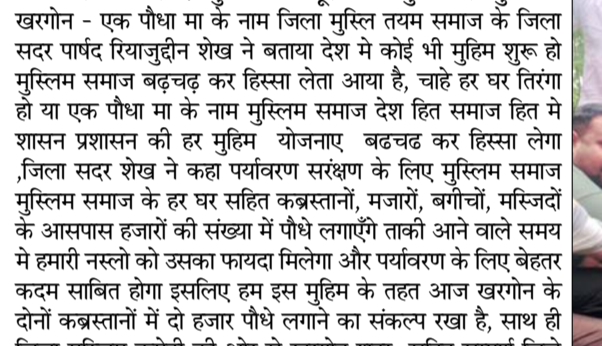 खरगोन - एक पौधा मा के नाम जिला मुस्लि तयम समाज के जिला
सदर पार्षद रियाजुद्दीन शेख ने बताया देश मे कोई भी मुहिम शुरू हो
मुस्लिम समाज बढ़चढ़ कर हिस्सा लेता आया है, चाहे हर घर तिरंगा
हो या एक पौधा मा के नाम मुस्लिम समाज देश हित समाज हित मे
शासन प्रशासन की हर मुहिम योजनाए बढचढ कर हिस्सा लेगा
,जिला सदर शेख ने कहा पर्यावरण सरंक्षण के लिए मुस्लिम समाज
मुस्लिम समाज के हर घर सहित कब्रस्तानों, मजारों, बगीचों, मस्जिदों
के आसपास हजारों की संख्या में पौधे लगाएँगे ताकी आने वाले समय
मे हमारी नस्लो को उसका फायदा मिलेगा और पर्यावरण के लिए बेहतर
कदम साबित होगा इसलिए हम इस मुहिम के तहत आज खरगोन के
दोनों कब्रस्तानों में दो हजार पौधे लगाने का संकल्प रखा है, साथ ही